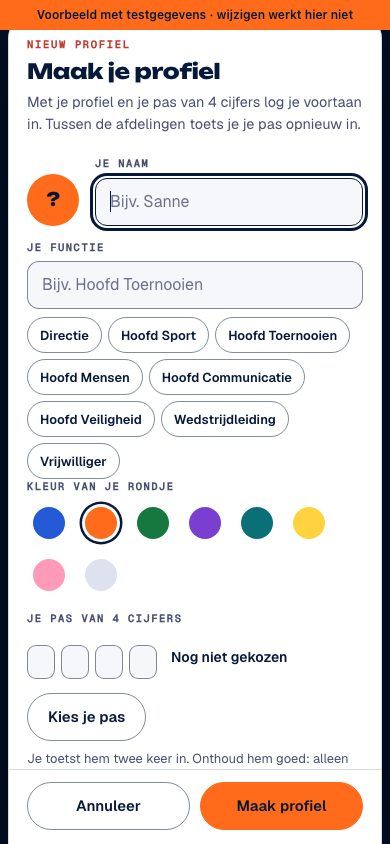 Voorbeeld met testgegevens · wijzigen werkt hier niet
NIEUW PROFIEL
Maak je profiel
Met je profiel en je pas van 4 cijfers log je voortaan
in. Tussen de afdelingen toets je je pas opnieuw in.
JE NAAM
?
Bijv. Sanne
JE FUNCTIE
Bijv. Hoofd Toernooien
Directie Hoofd Sport Hoofd Toernooien
Hoofd Mensen Hoofd Communicatie
Hoofd Veiligheid Wedstrijdleiding
Vrijwilliger
KLEUR VAN JE RONDJE
JE PAS VAN 4 CIJFERS
Nog niet gekozen
Kies je pas
Je toetst hem twee keer in. Onthoud hem goed: alleen
Annuleer Maak profiel